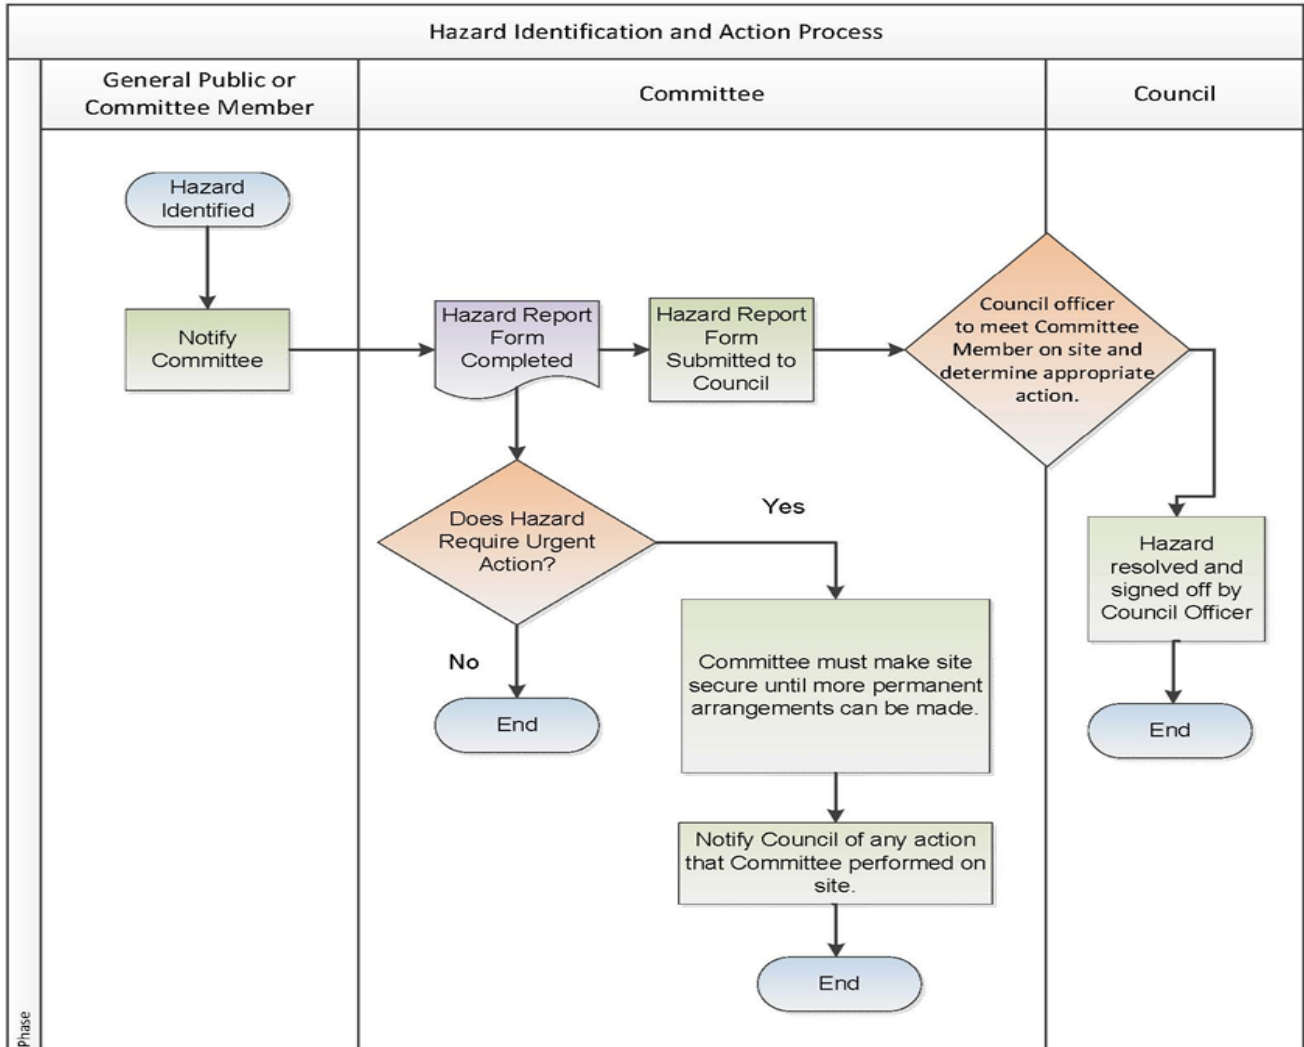 Hazard Identification and Action Process
General Public or
Committee Member
Committee
Council
Hazard
Identified
Notify
Committee
Hazard Report
Form
Completed
Hazard Report
Form
Submitted to
Council
Council officer
to meet Committee
Member on site and
determine appropriate
action.
Does Hazard
Require Urgent
Action?
Yes
No
End
Committee must make site
secure until more permanent
arrangements can be made.
Notify Council of any action
that Committee performed on
site.
End
Hazard
resolved and
signed off by
Council Officer
End
Phase